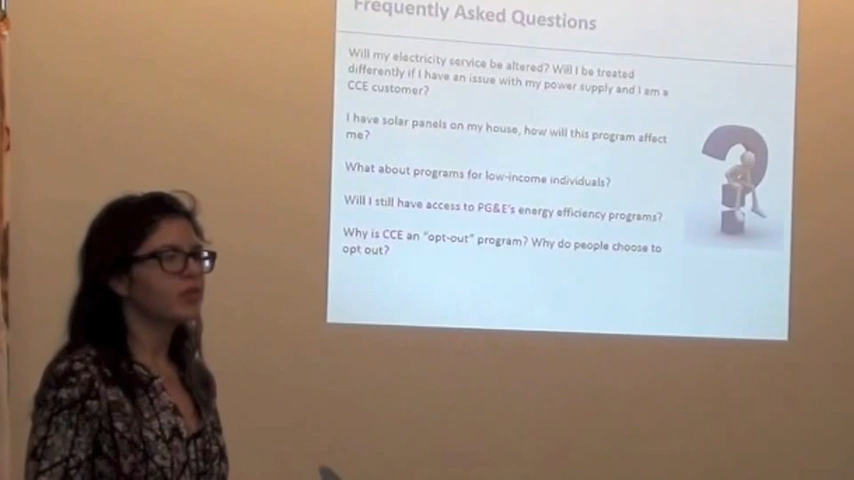 Frequently Asked Questions
Will my electricity service be altered? Will I be treated
differently if I have an issue with my power supply and I am a
CCE customer?
I have solar panels on my house, how will this program affect
me?
What about programs for low-income individuals?
Will I still have access to PG&E's energy efficiency programs?
Why is CCE an "opt-out" program? Why do people choose to
opt out?